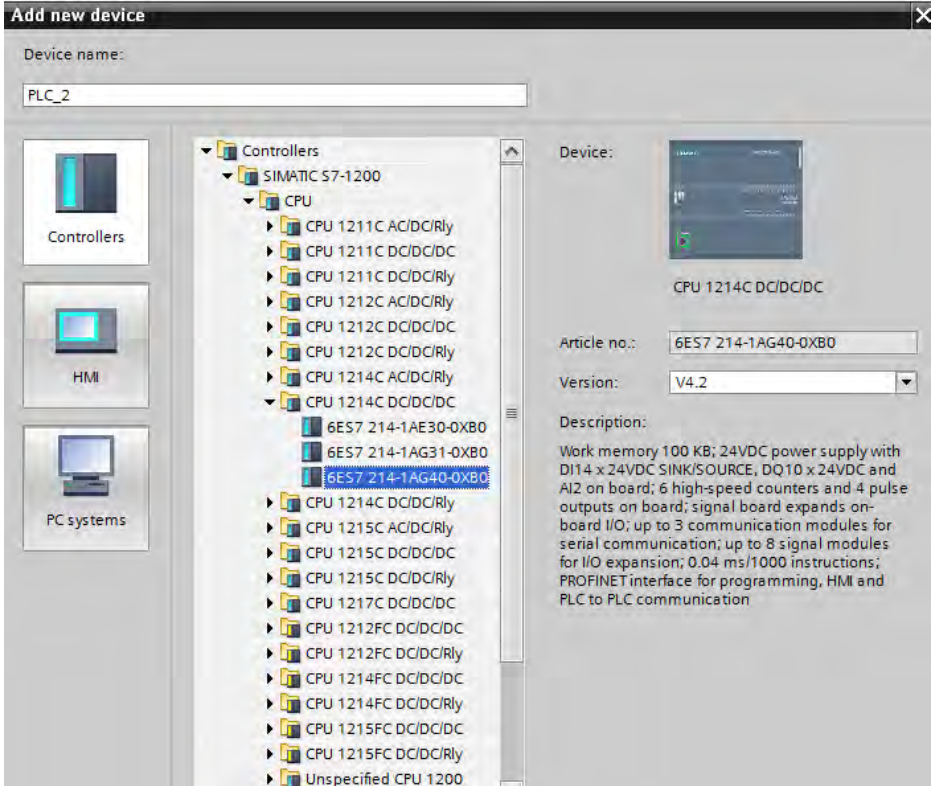 Add new device
Device name:
PLC_2
Controllers
HMI
PC systems
Controllers
SIMATIC S7-1200
CPU
CPU 1211C AC/DC/Rly
CPU 1211C DC/DC/DC
CPU 1211C DC/DC/Rly
CPU 1212C AC/DC/Rly
CPU 1212C DC/DC/DC
CPU 1212C DC/DC/Rly
CPU 1214C AC/DC/Rly
CPU 1214C DC/DC/DC
6ES7 214-1AE30-0XB0
6ES7 214-1AG31-0XB0
6ES7 214-1AG40-0XB0
CPU 1214C DC/DC/Rly
CPU 1215C AC/DC/Rly
CPU 1215C DC/DC/DC
CPU 1215C DC/DC/Rly
CPU 1217C DC/DC/DC
CPU 1212FC DC/DC/DC
CPU 1212FC DC/DC/Rly
CPU 1214FC DC/DC/DC
CPU 1214FC DC/DC/Rly
CPU 1215FC DC/DC/DC
CPU 1215FC DC/DC/Rly
Unspecified CPU 1200
Device:
CPU 1214C DC/DC/DC
Article no.: 6ES7 214-1AG40-0XB0
Version: V4.2
Description:
Work memory 100 KB; 24VDC power supply with
DI14 x 24VDC SINK/SOURCE, DQ10 x 24VDC and
AI2 on board; 6 high-speed counters and 4 pulse
outputs on board; signal board expands on-
board I/O; up to 3 communication modules for
serial communication; up to 8 signal modules
for I/O expansion; 0.04 ms/1000 instructions;
PROFINET interface for programming, HMI and
PLC to PLC communication